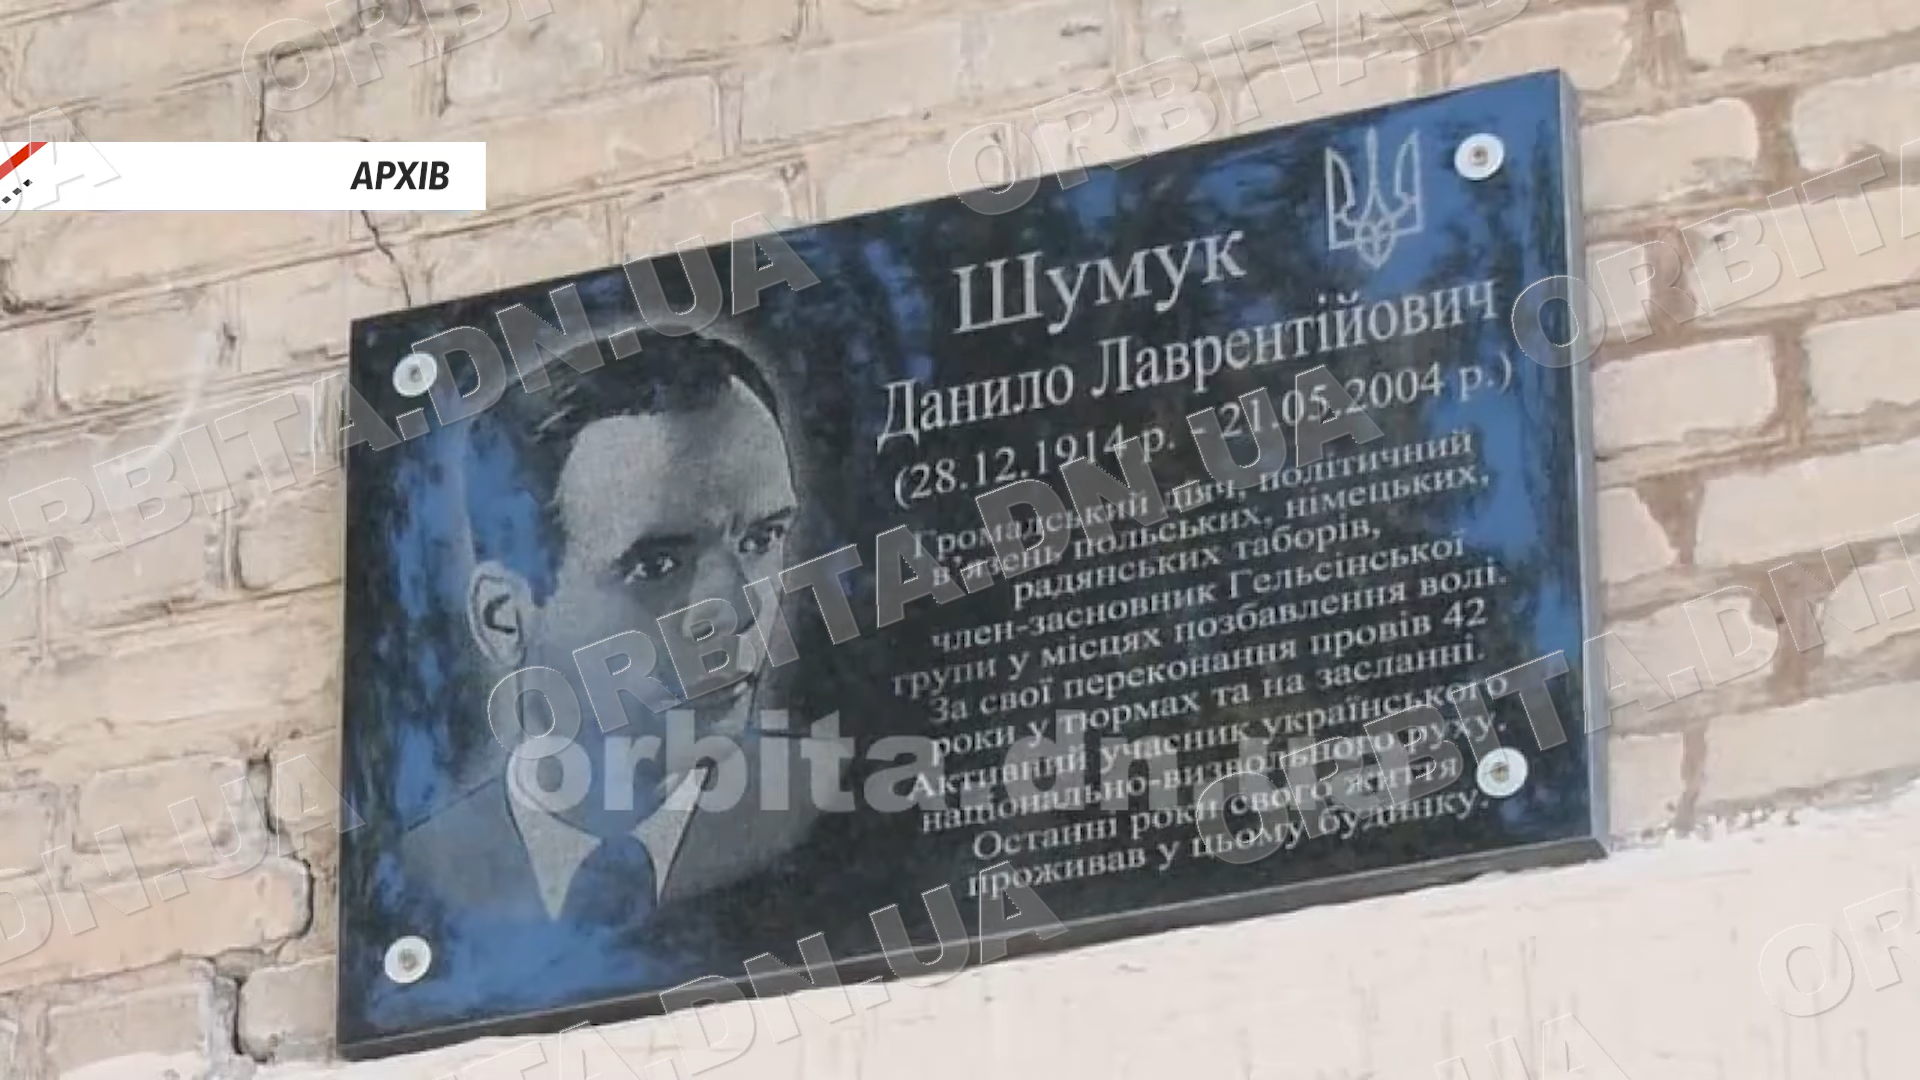 АРХІВ
Шумук
Данило Лаврентійович
(28.12.1914 р. - 21.05.2004 р.)
Громадський діяч, політичний
в'язень польських, німецьких,
радянських таборів,
член-засновник Гельсінської
групи у місцях позбавлення волі.
За свої переконання провів 42
роки у тюрмах та на засланні.
Активний учасник українського
національно-визвольного руху.
Останні роки свого життя
проживав у цьому будинку.
orbita.dn.ua
ORBITA.DN.UA